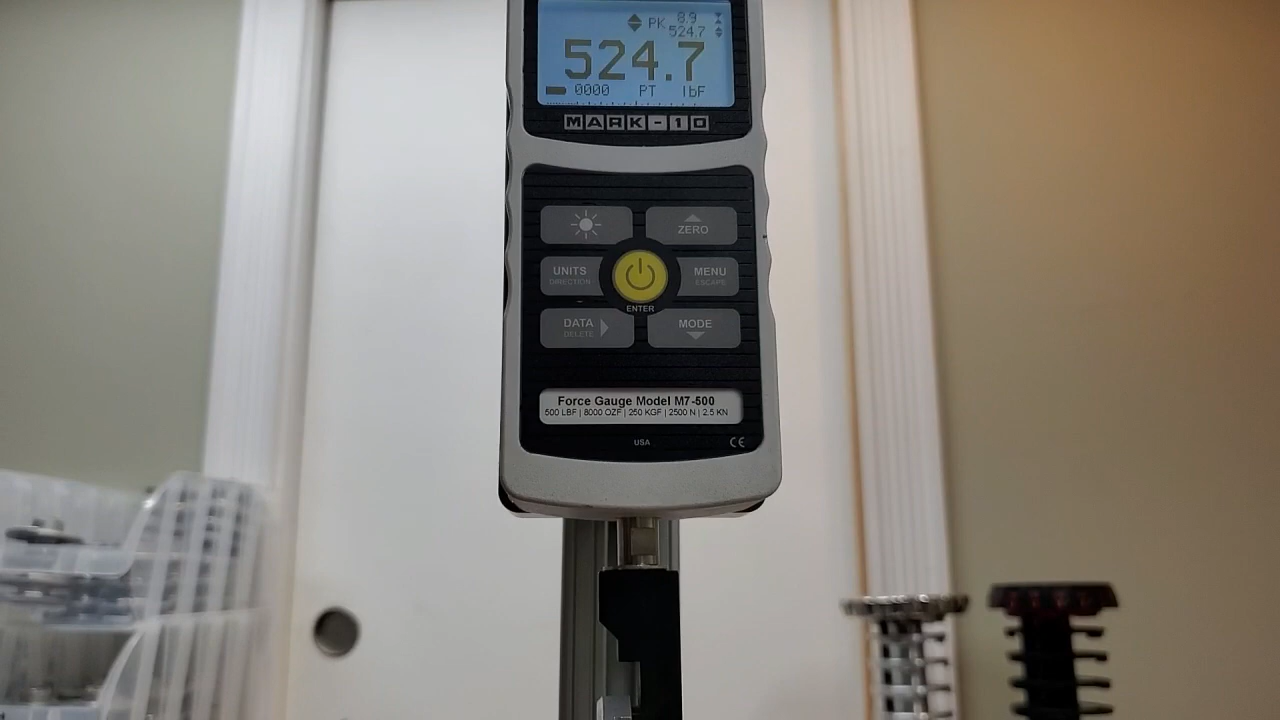 PK 8.9
524.7
524.7
0000 PT lbF
MARK-10
ZERO
UNITS
DIRECTION
MENU
ESCAPE
ENTER
DATA
DELETE
MODE
Force Gauge Model M7-500
500 LBF | 8000 OZF | 250 KGF | 2500 N | 2.5 KN
USA CE